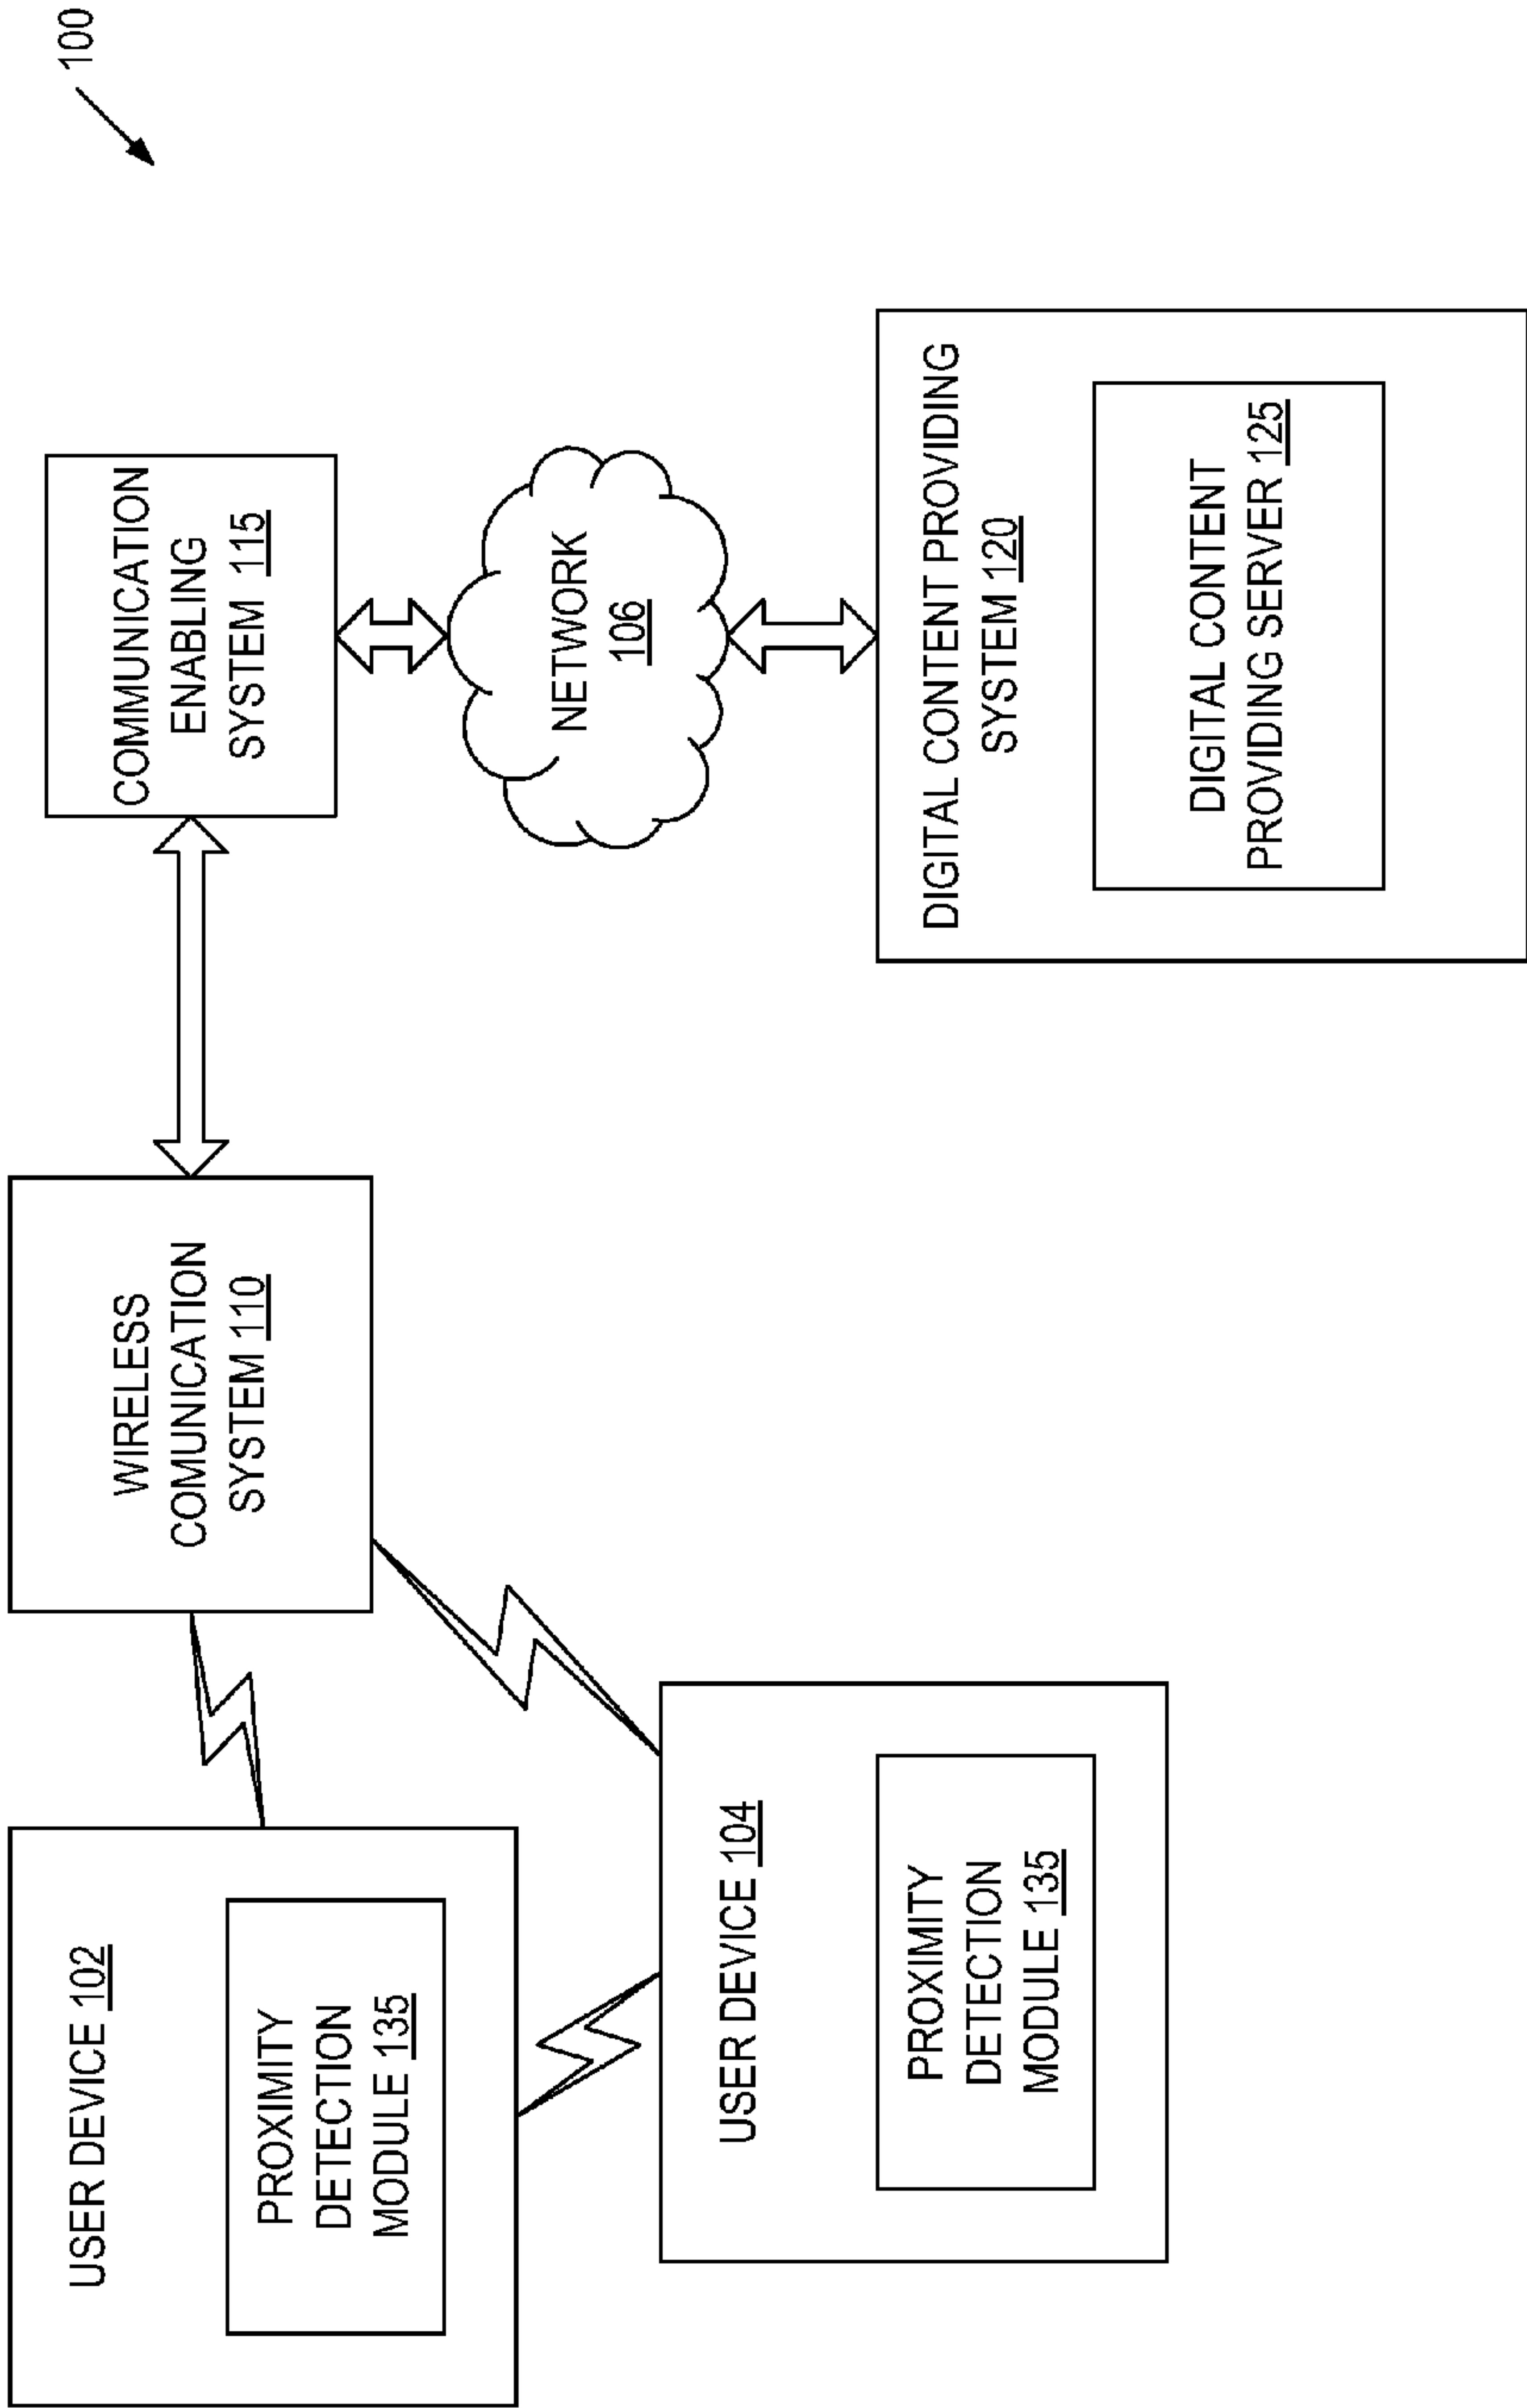 100
USER DEVICE 102
PROXIMITY
DETECTION
MODULE 135
WIRELESS
COMUNICATION
SYSTEM 110
COMMUNICATION
ENABLING
SYSTEM 115
NETWORK
106
USER DEVICE 104
PROXIMITY
DETECTION
MODULE 135
DIGITAL CONTENT PROVIDING
SYSTEM 120
DIGITAL CONTENT
PROVIDING SERVER 125